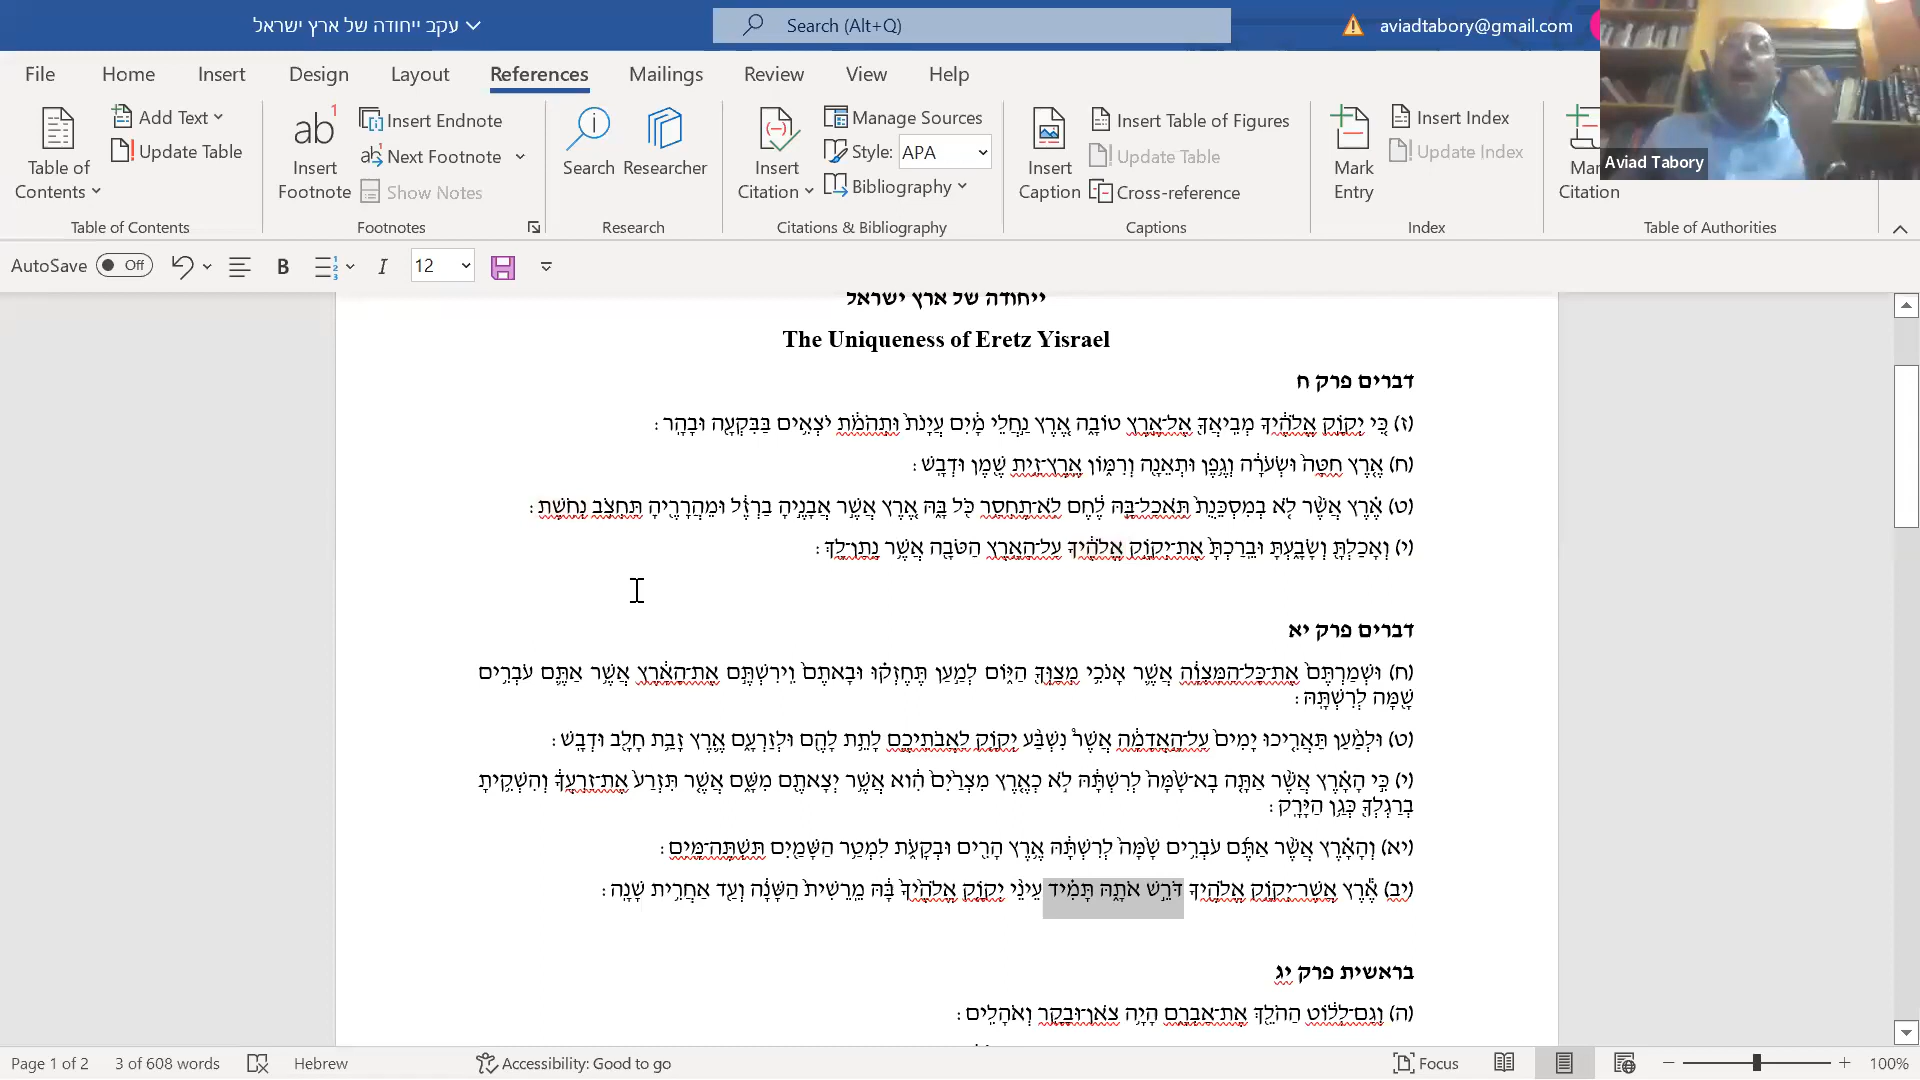 עקב ייחודה של ארץ ישראל
Search (Alt+Q)
aviadtabory@gmail.com
File Home Insert Design Layout References Mailings Review View Help
Table of Contents
Add Text
Update Table
Table of Contents
ab
Insert Footnote
Insert Endnote
Next Footnote
Show Notes
Footnotes
Search
Researcher
Research
Insert Citation
Manage Sources
Style: APA
Bibliography
Citations & Bibliography
Insert Caption
Insert Table of Figures
Update Table
Cross-reference
Captions
Mark Entry
Insert Index
Update Index
Index
Citation
Table of Authorities
Aviad Tabory
AutoSave Off B I 12
ייחודה של ארץ ישראל
The Uniqueness of Eretz Yisrael
דברים פרק ח
(ז) כִּ֚י יְקֹוָ֣ק אֱלֹהֶ֔יךָ מְבִֽיאֲךָ֖ אֶל־אֶ֣רֶץ טוֹבָ֑ה אֶ֚רֶץ נַ֣חֲלֵי מָ֔יִם עֲיָנֹת֙ וּתְהֹמֹ֔ת יֹצְאִ֥ים בַּבִּקְעָ֖ה וּבָהָֽר:
(ח) אֶ֤רֶץ חִטָּה֙ וּשְׂעֹרָ֔ה וְגֶ֥פֶן וּתְאֵנָ֖ה וְרִמּ֑וֹן אֶֽרֶץ־זֵ֥ית שֶׁ֖מֶן וּדְבָֽשׁ:
(ט) אֶ֗רֶץ אֲשֶׁ֨ר לֹ֤א בְמִסְכֵּנֻת֙ תֹּֽאכַל־בָּ֣הּ לֶ֔חֶם לֹֽא־תֶחְסַ֥ר כֹּ֖ל בָּ֑הּ אֶ֚רֶץ אֲשֶׁ֣ר אֲבָנֶ֣יהָ בַרְזֶ֔ל וּמֵהֲרָרֶ֖יהָ תַּחְצֹ֥ב נְחֹֽשֶׁת:
(י) וְאָכַלְתָּ֖ וְשָׂבָ֑עְתָּ וּבֵֽרַכְתָּ֙ אֶת־יְקֹוָ֣ק אֱלֹהֶ֔יךָ עַל־הָאָ֥רֶץ הַטֹּבָ֖ה אֲשֶׁ֥ר נָֽתַן־לָֽךְ:
דברים פרק יא
(ח) וּשְׁמַרְתֶּם֙ אֶת־כָּל־הַמִּצְוָ֔ה אֲשֶׁ֛ר אָנֹכִ֥י מְצַוְּךָ֖ הַיּ֑וֹם לְמַ֣עַן תֶּחֶזְק֗וּ וּבָאתֶם֙ וִֽירִשְׁתֶּ֣ם אֶת־הָאָ֔רֶץ אֲשֶׁ֥ר אַתֶּ֛ם עֹבְרִ֥ים
שָׁ֖מָּה לְרִשְׁתָּֽהּ:
(ט) וּלְמַ֨עַן תַּאֲרִ֤יכוּ יָמִים֙ עַל־הָ֣אֲדָמָ֔ה אֲשֶׁר֩ נִשְׁבַּ֨ע יְקֹוָ֧ק לַאֲבֹתֵיכֶ֛ם לָתֵ֥ת לָהֶ֖ם וּלְזַרְעָ֑ם אֶ֛רֶץ זָבַ֥ת חָלָ֖ב וּדְבָֽשׁ:
(י) כִּ֣י הָאָ֗רֶץ אֲשֶׁ֨ר אַתָּ֤ה בָא־שָׁ֙מָּה֙ לְרִשְׁתָּ֔הּ לֹ֣א כְאֶ֤רֶץ מִצְרַ֙יִם֙ הִ֔וא אֲשֶׁ֥ר יְצָאתֶ֖ם מִשָּׁ֑ם אֲשֶׁ֤ר תִּזְרַע֙ אֶֽת־זַרְעֲךָ֔ וְהִשְׁקִ֥יתָ
בְרַגְלְךָ֖ כְּגַ֥ן הַיָּרָֽק:
(יא) וְהָאָ֗רֶץ אֲשֶׁ֨ר אַתֶּ֜ם עֹבְרִ֥ים שָׁ֙מָּה֙ לְרִשְׁתָּ֔הּ אֶ֥רֶץ הָרִ֖ים וּבְקָעֹ֑ת לִמְטַ֥ר הַשָּׁמַ֖יִם תִּשְׁתֶּה־מָּֽיִם:
(יב) אֶ֕רֶץ אֲשֶׁר־יְקֹוָ֥ק אֱלֹהֶ֖יךָ דֹּרֵ֣שׁ אֹתָ֑הּ תָּמִ֗יד עֵינֵ֨י יְקֹוָ֤ק אֱלֹהֶ֙יךָ֙ בָּ֔הּ מֵֽרֵשִׁית֙ הַשָּׁנָ֔ה וְעַ֖ד אַחֲרִ֥ית שָׁנָֽה:
בראשית פרק יג
(ה) וְגַם־לְל֔וֹט הַהֹלֵ֖ךְ אֶת־אַבְרָ֑ם הָיָ֥ה צֹאן־וּבָקָ֖ר וְאֹהָלִֽים:
Page 1 of 2 3 of 608 words Hebrew Accessibility: Good to go Focus 100%